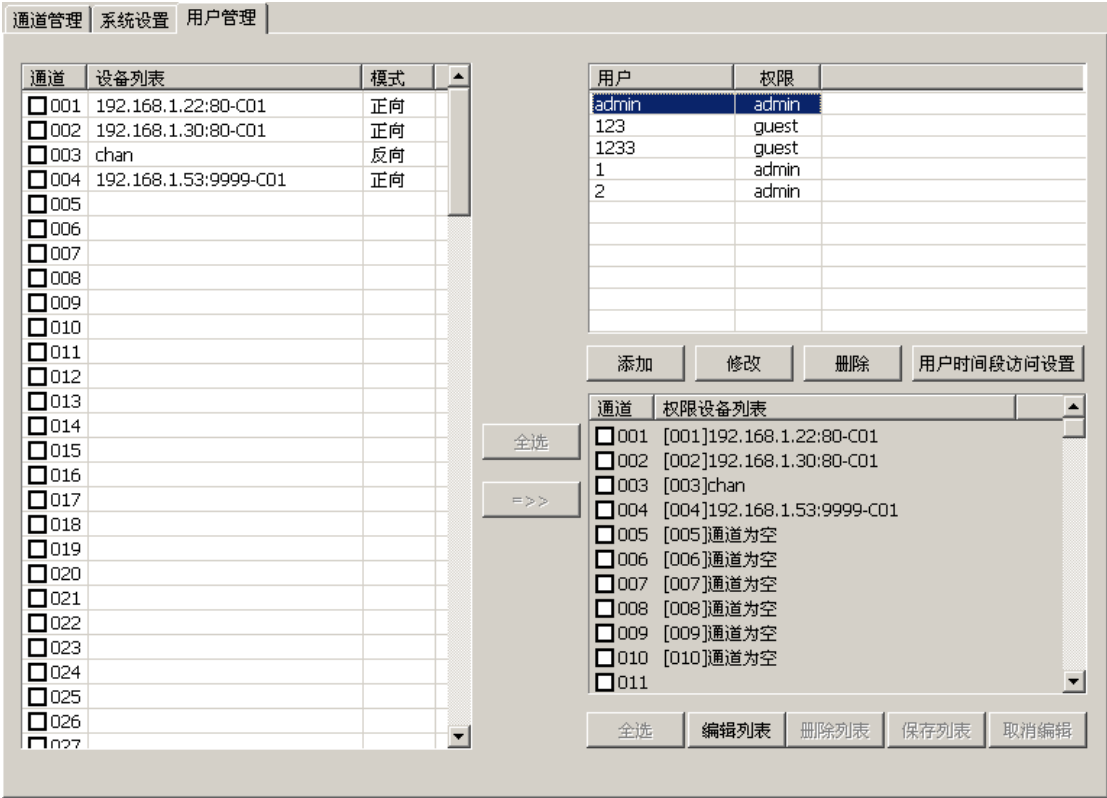 通道管理 系统设置 用户管理
通道 设备列表 模式
001 192.168.1.22:80-C01 正向
002 192.168.1.30:80-C01 正向
003 chan 反向
004 192.168.1.53:9999-C01 正向
005
006
007
008
009
010
011
012
013
014
015
016
017
018
019
020
021
022
023
024
025
026
027
全选
=>>
用户 权限
admin admin
123 guest
1233 guest
1 admin
2 admin
添加 修改 删除 用户时间段访问设置
通道 权限设备列表
001 [001]192.168.1.22:80-C01
002 [002]192.168.1.30:80-C01
003 [003]chan
004 [004]192.168.1.53:9999-C01
005 [005]通道为空
006 [006]通道为空
007 [007]通道为空
008 [008]通道为空
009 [009]通道为空
010 [010]通道为空
011
全选 编辑列表 删除列表 保存列表 取消编辑